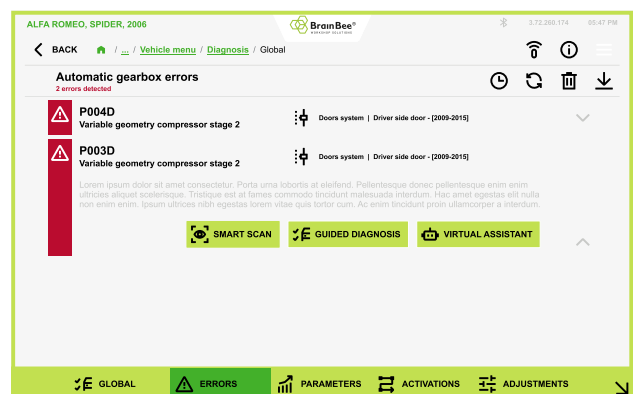 ALFA ROMEO, SPIDER, 2006
BrainBee®
WORKSHOP SOLUTIONS
3.72.260.174
05:47 PM
BACK / ... / Vehicle menu / Diagnosis / Global
Automatic gearbox errors
2 errors detected
P004D
Variable geometry compressor stage 2
Doors system | Driver side door - [2009-2015]
P003D
Variable geometry compressor stage 2
Doors system | Driver side door - [2009-2015]
Lorem ipsum dolor sit amet consectetur. Porta urna lobortis at eleifend. Pellentesque donec pellentesque enim enim
ultricies aliquet scelerisque. Tristique est at fames commodo tincidunt malesuada interdum. Hac amet egestas elit nulla
non enim enim. Ipsum ultrices nibh egestas lorem vitae quis tortor cum. Ac enim tincidunt proin ullamcorper a interdum.
SMART SCAN
GUIDED DIAGNOSIS
VIRTUAL ASSISTANT
GLOBAL
ERRORS
PARAMETERS
ACTIVATIONS
ADJUSTMENTS